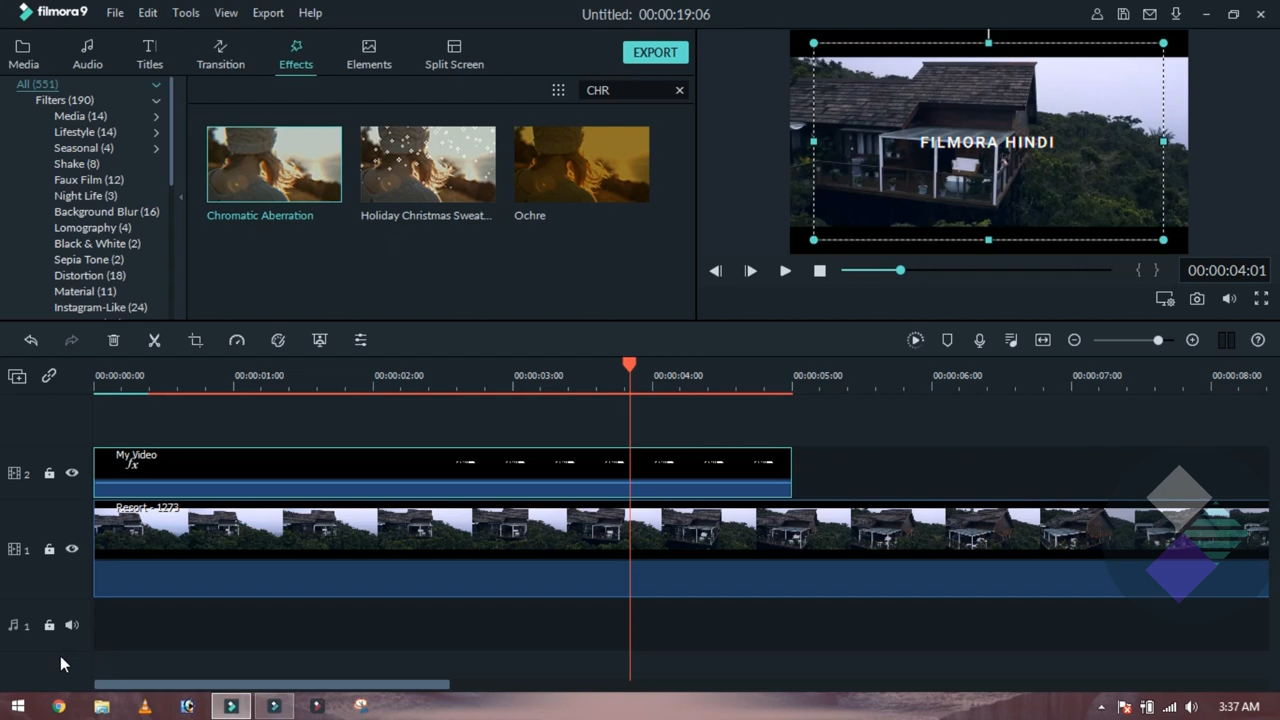 filmora9 File Edit Tools View Export Help Untitled: 00:00:19:06
Media Audio Titles Transition Effects Elements Split Screen EXPORT
All (551)
Filters (190)
Media (14)
Lifestyle (14)
Seasonal (4)
Shake (8)
Faux Film (12)
Night Life (3)
Background Blur (16)
Lomography (4)
Black & White (2)
Sepia Tone (2)
Distortion (18)
Material (11)
Instagram-Like (24)
CHR
Chromatic Aberration Holiday Christmas Sweat... Ochre
FILMORA HINDI
00:00:04:01
00:00:00:00 00:00:01:00 00:00:02:00 00:00:03:00 00:00:04:00 00:00:05:00 00:00:06:00 00:00:07:00 00:00:08:00
My Video
fx
2
Resort - 1273
1
1
3:37 AM